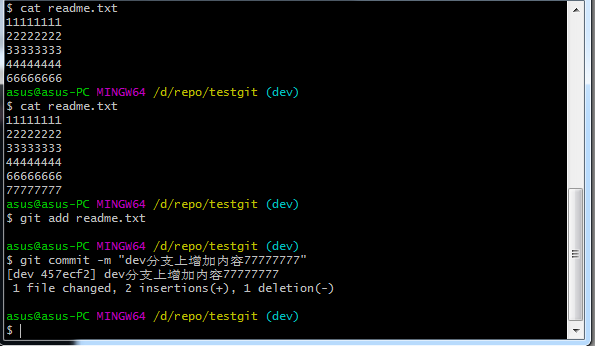 $ cat readme.txt
11111111
22222222
33333333
44444444
66666666
asus@asus-PC MINGW64 /d/repo/testgit (dev)
$ cat readme.txt
11111111
22222222
33333333
44444444
66666666
77777777
asus@asus-PC MINGW64 /d/repo/testgit (dev)
$ git add readme.txt
asus@asus-PC MINGW64 /d/repo/testgit (dev)
$ git commit -m "dev分支上增加内容77777777"
[dev 457ecf2] dev分支上增加内容77777777
1 file changed, 2 insertions(+), 1 deletion(-)
asus@asus-PC MINGW64 /d/repo/testgit (dev)
$